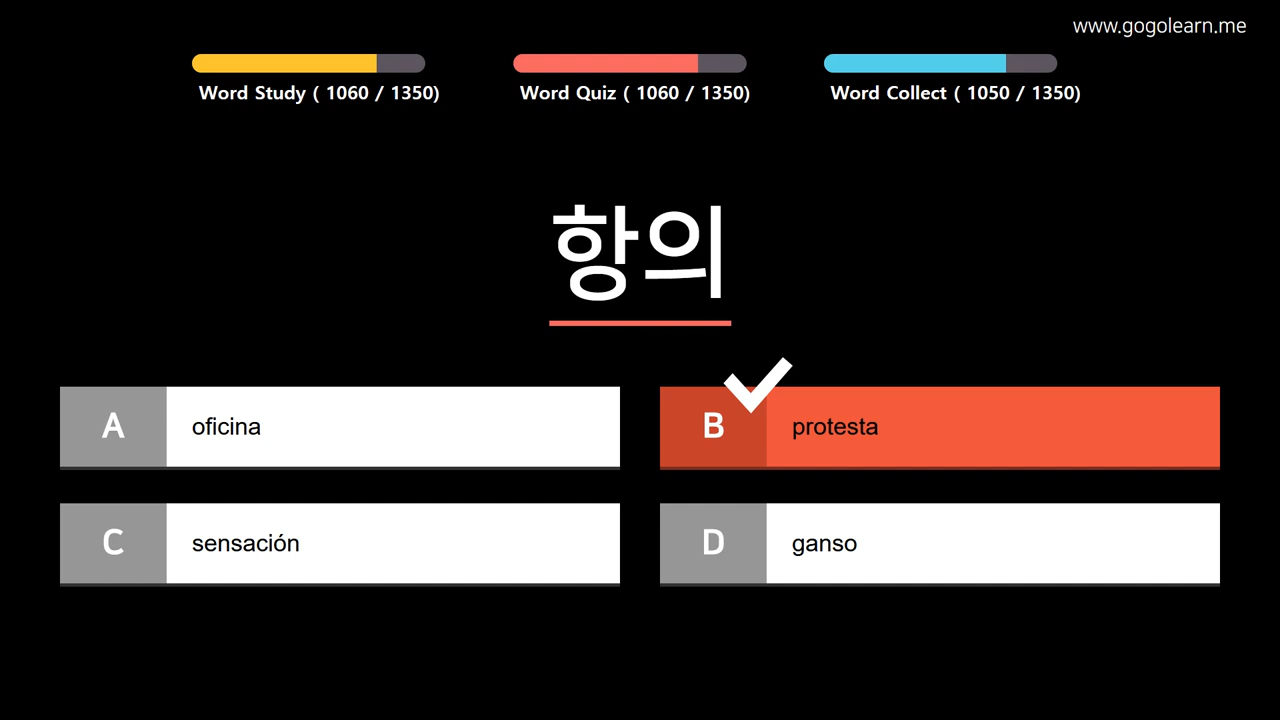 www.gogolearn.me
Word Study ( 1060 / 1350)
Word Quiz ( 1060 / 1350)
Word Collect ( 1050 / 1350)
항의
A oficina
B protesta
C sensación
D ganso